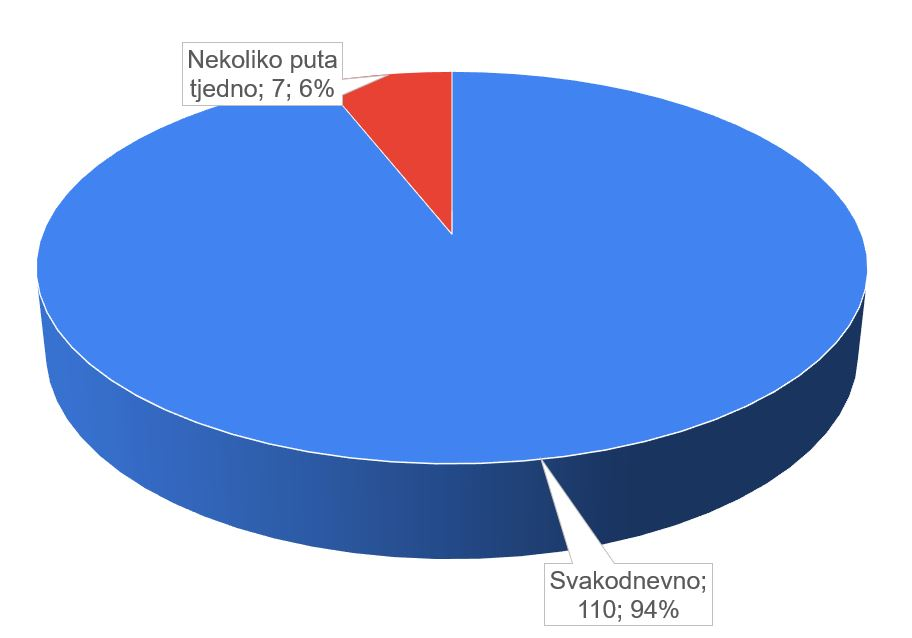 Nekoliko puta
tjedno; 7; 6%
Svakodnevno;
110; 94%